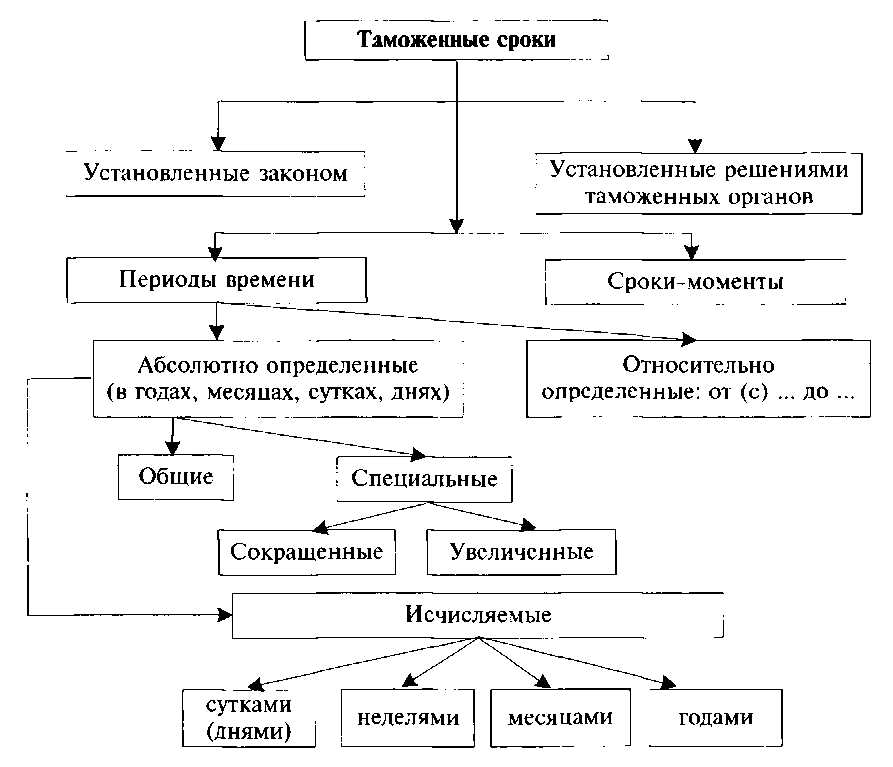 Таможенные сроки
Установленные законом
Установленные решениями
таможенных органов
Периоды времени
Сроки-моменты
Абсолютно определенные
(в годах, месяцах, сутках, днях)
Относительно
определенные: от (с) ... до ...
Общие
Специальные
Сокращенные
Увеличенные
Исчисляемые
сутками
(днями)
неделями
месяцами
годами